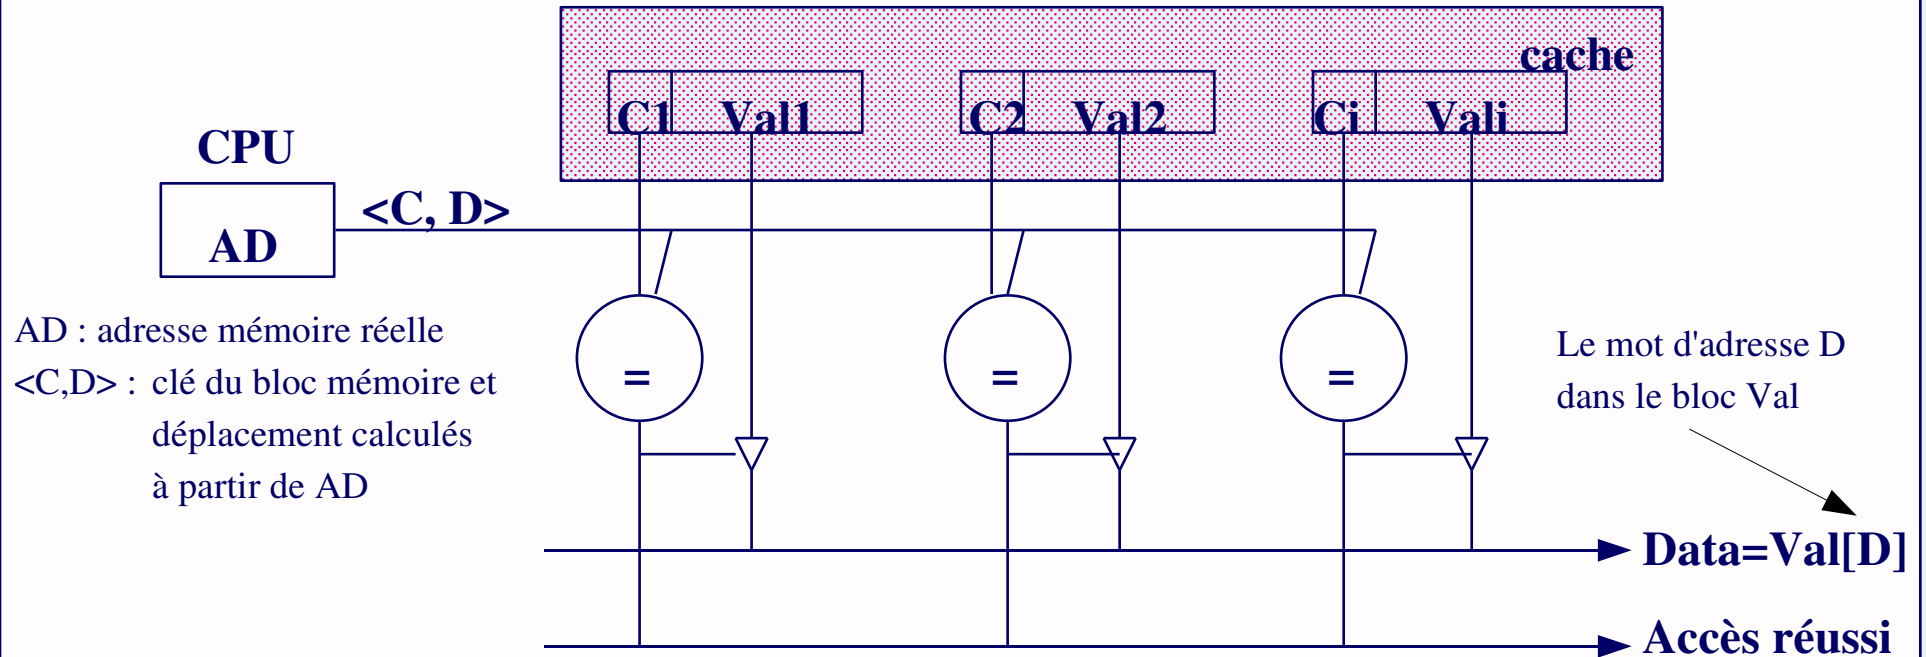 cache
C1 Val1 C2 Val2 Ci Vali
CPU
<C, D>
AD
AD : adresse mémoire réelle
<C,D> : clé du bloc mémoire et
déplacement calculés
à partir de AD
= = =
Le mot d'adresse D
dans le bloc Val
Data=Val[D]
Accès réussi